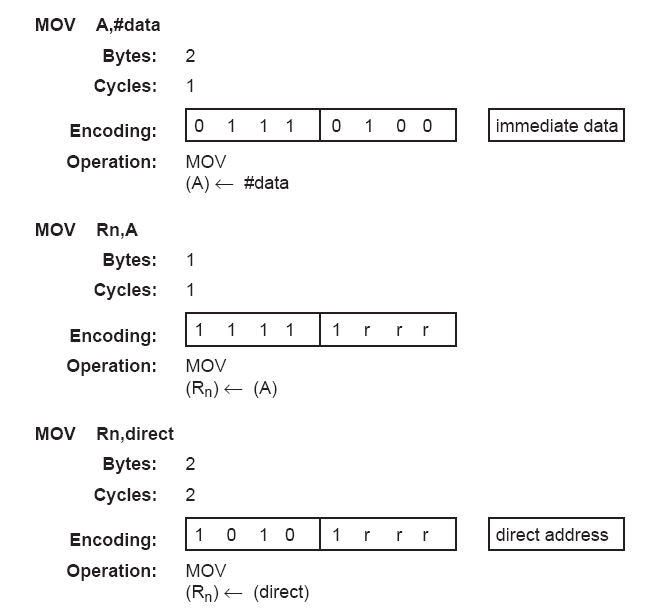 MOV A,#data
Bytes: 2
Cycles: 1
Encoding: 0 1 1 1 0 1 0 0 immediate data
Operation: MOV
(A) ← #data
MOV Rn,A
Bytes: 1
Cycles: 1
Encoding: 1 1 1 1 1 r r r
Operation: MOV
(Rn) ← (A)
MOV Rn,direct
Bytes: 2
Cycles: 2
Encoding: 1 0 1 0 1 r r r direct address
Operation: MOV
(Rn) ← (direct)